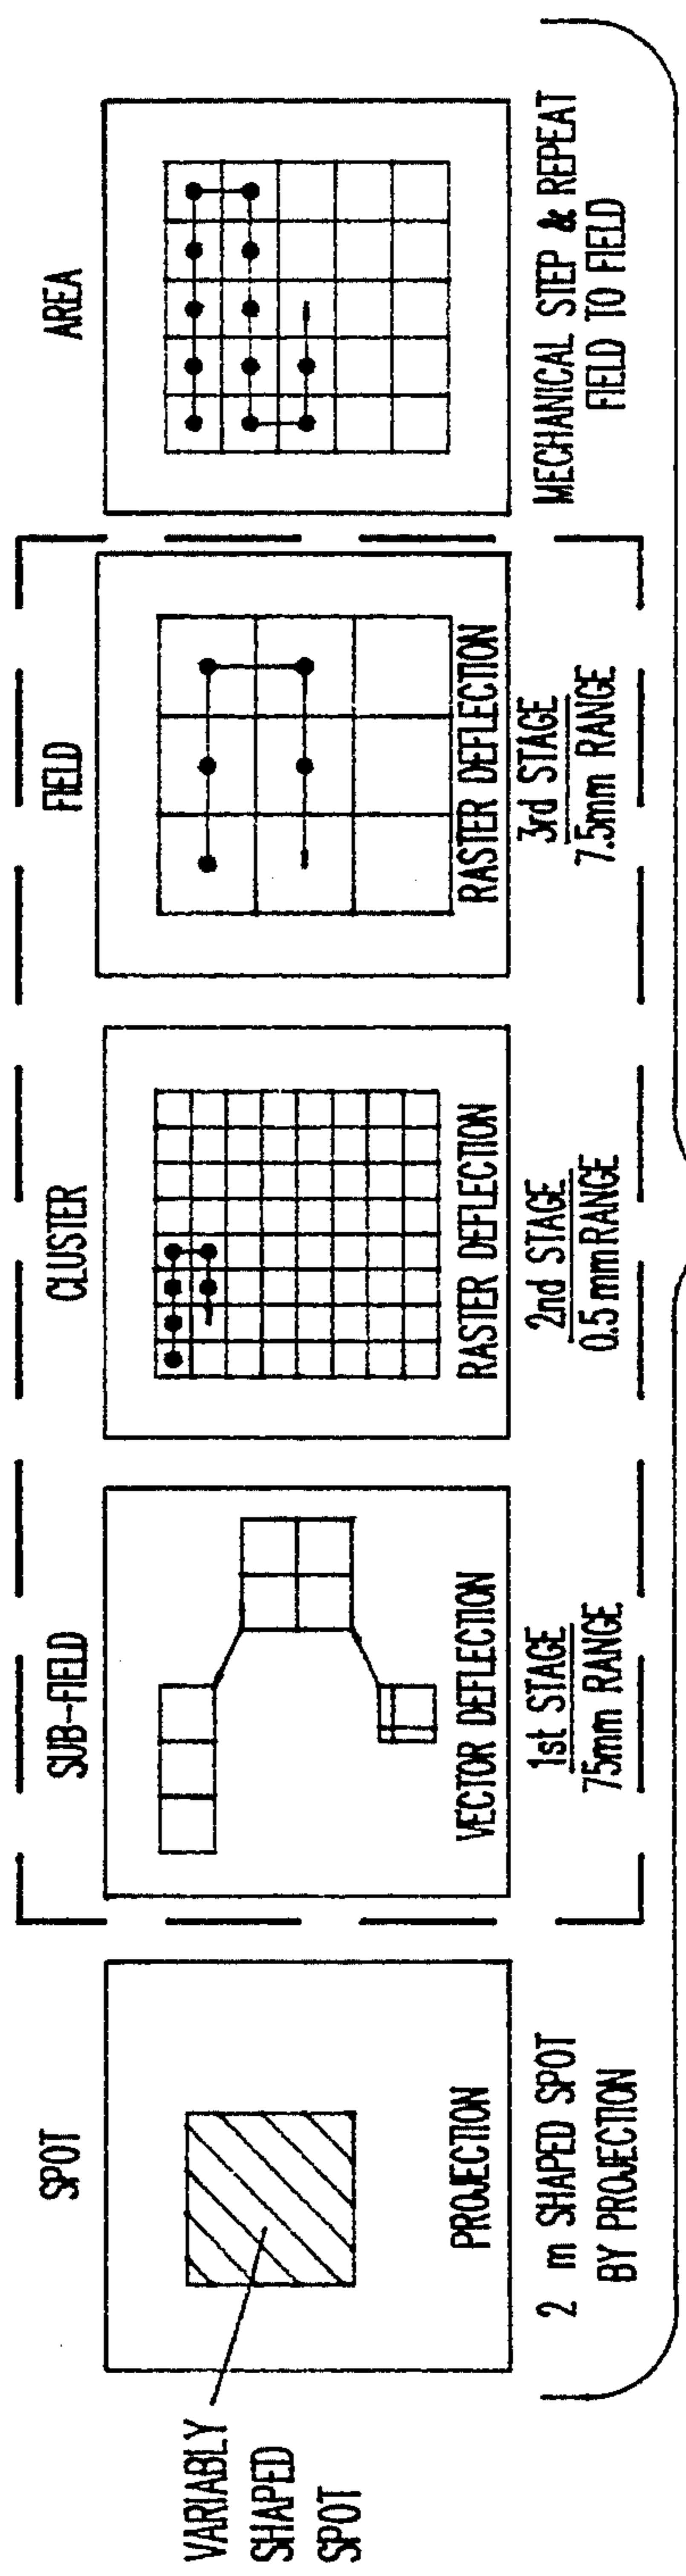 VARIABLY
SHAPED
SPOT
SPOT
PROJECTION
2 m SHAPED SPOT
BY PROJECTION
SUB-FIELD
VECTOR DEFLECTION
1st STAGE
75mm RANGE
CLUSTER
RASTER DEFLECTION
2nd STAGE
0.5 mm RANGE
FIELD
RASTER DEFLECTION
3rd STAGE
7.5mm RANGE
AREA
MECHANICAL STEP & REPEAT
FIELD TO FIELD